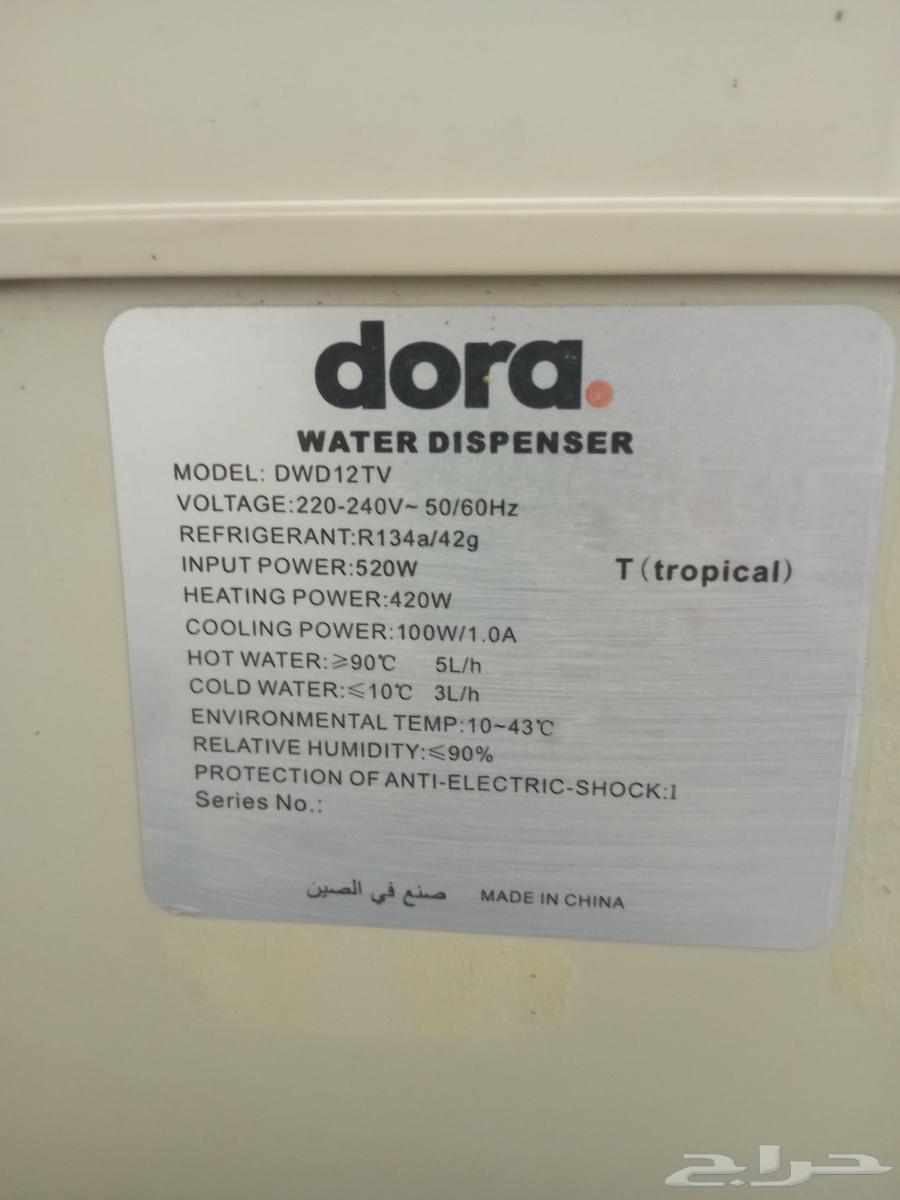 dora.
WATER DISPENSER
MODEL: DWD12TV
VOLTAGE:220-240V~ 50/60Hz
REFRIGERANT:R134a/42g
INPUT POWER:520W
T (tropical)
HEATING POWER:420W
COOLING POWER:100W/1.0A
HOT WATER:≥90℃ 5L/h
COLD WATER:≤10℃ 3L/h
ENVIRONMENTAL TEMP:10~43℃
RELATIVE HUMIDITY:≤90%
PROTECTION OF ANTI-ELECTRIC-SHOCK:I
Series No.:
صنع في الصين MADE IN CHINA
حراج